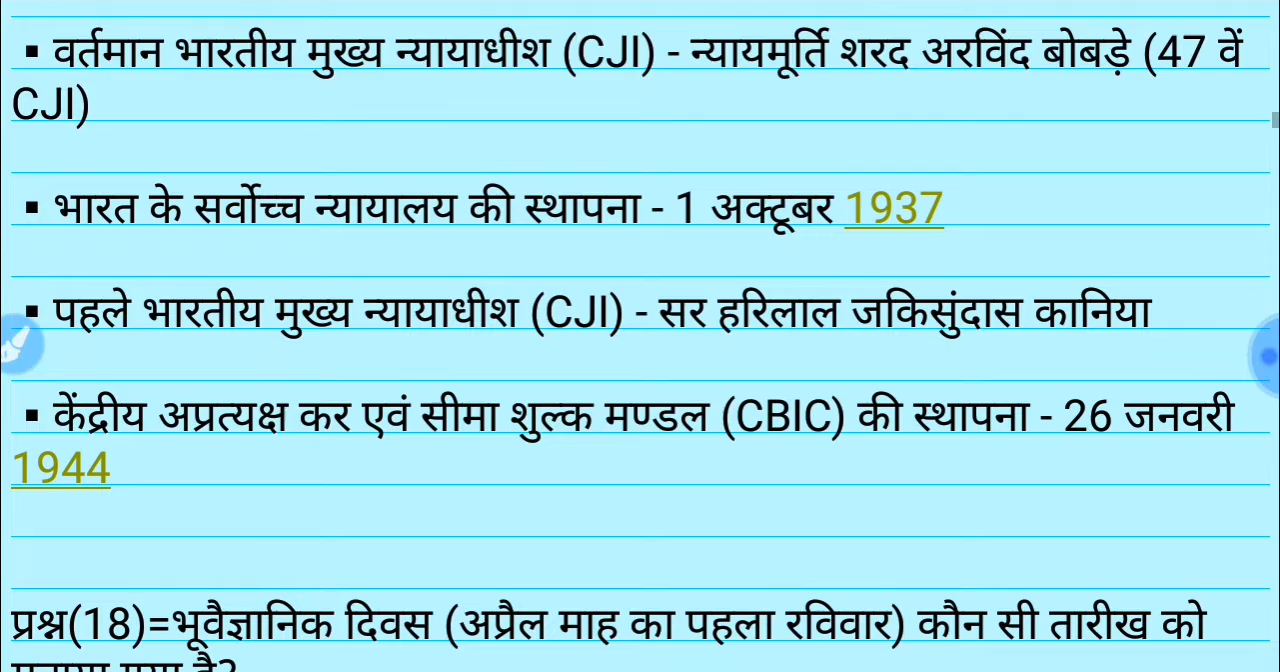 ▪ वर्तमान भारतीय मुख्य न्यायाधीश (CJI) - न्यायमूर्ति शरद अरविंद बोबड़े (47 वें
CJI)
▪ भारत के सर्वोच्च न्यायालय की स्थापना - 1 अक्टूबर 1937
▪ पहले भारतीय मुख्य न्यायाधीश (CJI) - सर हरिलाल जकिसुंदास कानिया
▪ केंद्रीय अप्रत्यक्ष कर एवं सीमा शुल्क मण्डल (CBIC) की स्थापना - 26 जनवरी
1944
प्रश्न(18)=भूवैज्ञानिक दिवस (अप्रैल माह का पहला रविवार) कौन सी तारीख को